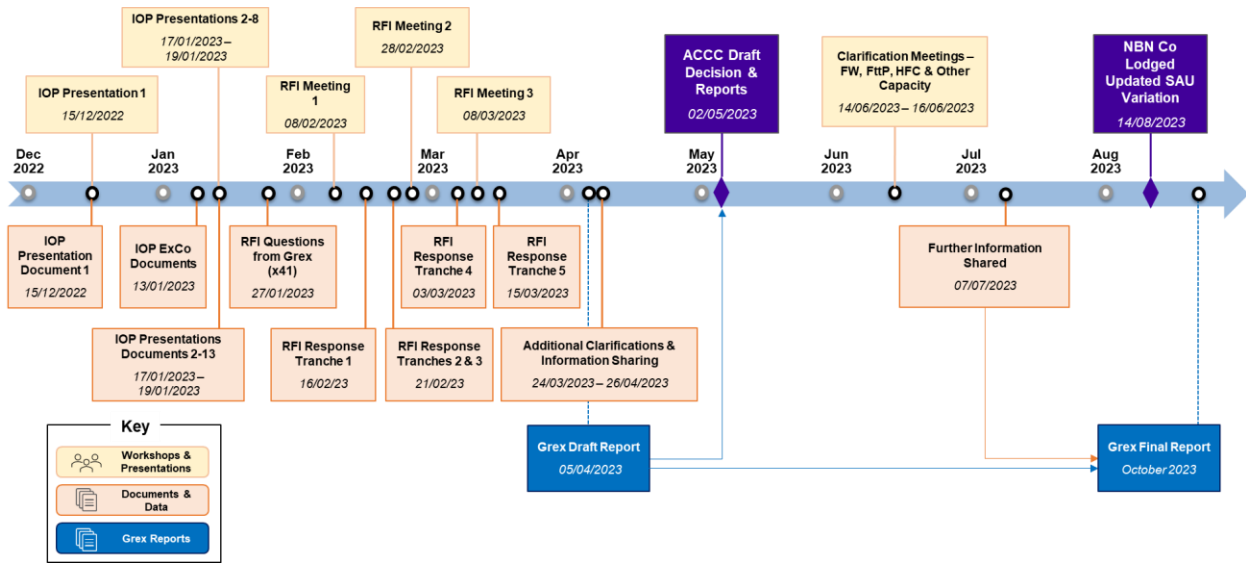 IOP Presentations 2-8
17/01/2023 –
19/01/2023
RFI Meeting 2
28/02/2023
ACCC Draft
Decision &
Reports
02/05/2023
Clarification Meetings –
FW, FttP, HFC & Other
Capacity
14/06/2023 – 16/06/2023
NBN Co
Lodged
Updated SAU
Variation
14/08/2023
IOP Presentation 1
15/12/2022
RFI Meeting
1
08/02/2023
RFI Meeting 3
08/03/2023
Dec
2022
Jan
2023
Feb
2023
Mar
2023
Apr
2023
May
2023
Jun
2023
Jul
2023
Aug
2023
IOP
Presentation
Document 1
15/12/2022
IOP ExCo
Documents
13/01/2023
RFI Questions
from Grex
(x41)
27/01/2023
RFI
Response
Tranche 4
03/03/2023
RFI
Response
Tranche 5
15/03/2023
Further Information
Shared
07/07/2023
IOP Presentations
Documents 2-13
17/01/2023 –
19/01/2023
RFI Response
Tranche 1
16/02/23
RFI Response
Tranches 2 & 3
21/02/23
Additional Clarifications &
Information Sharing
24/03/2023 – 26/04/2023
Key
Workshops &
Presentations
Documents &
Data
Grex Reports
Grex Draft Report
05/04/2023
Grex Final Report
October 2023